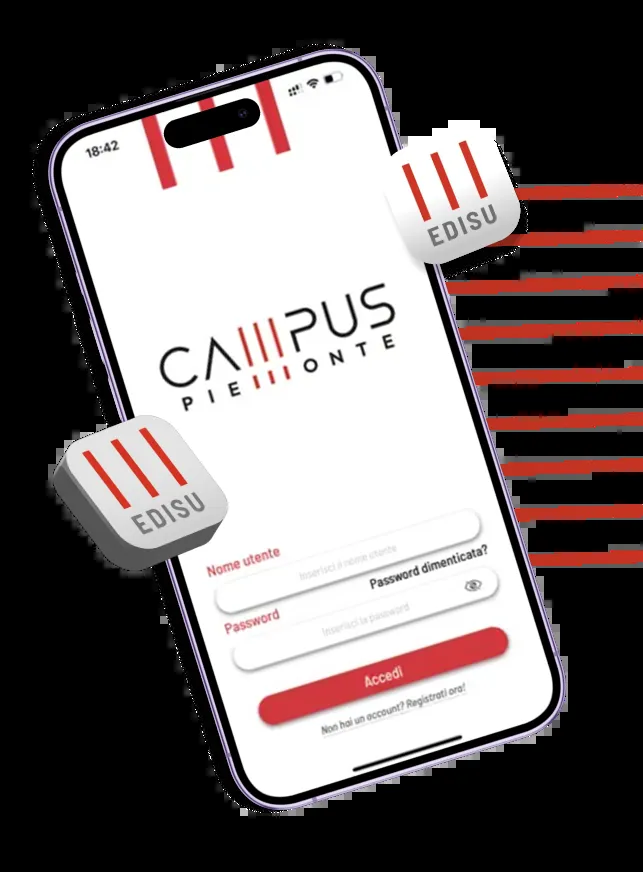 18:42
EDISU
CAMPUS
PIEMONTE
EDISU
Nome utente
Inserisci il nome utente
Password dimenticata?
Password
Inserisci la password
Accedi
Non hai un account? Registrati ora!